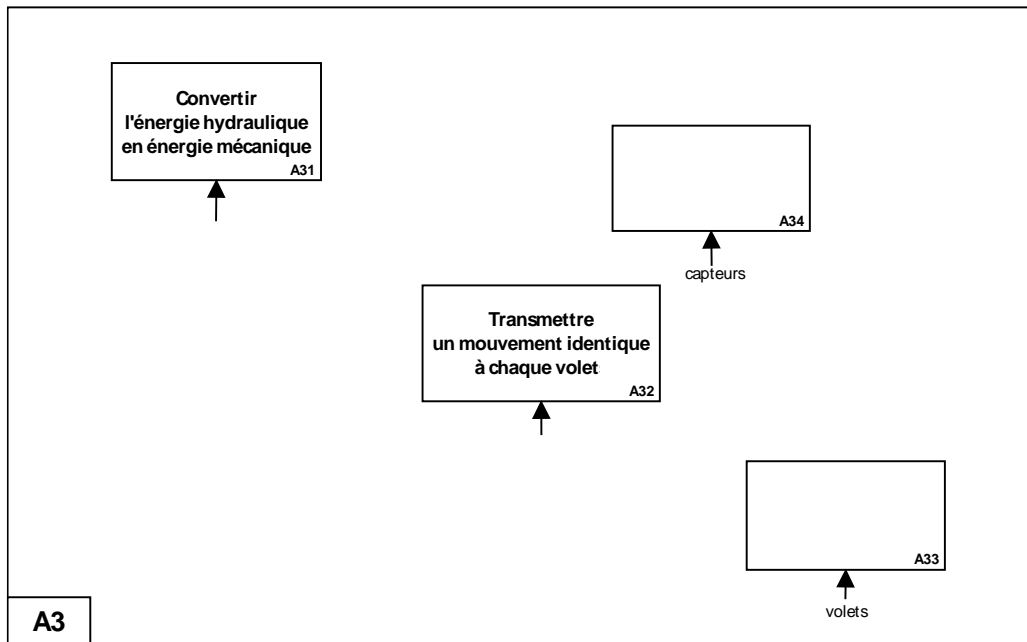 Convertir
l'énergie hydraulique
en énergie mécanique
A31
A34
capteurs
Transmettre
un mouvement identique
à chaque volet
A32
A33
volets
A3